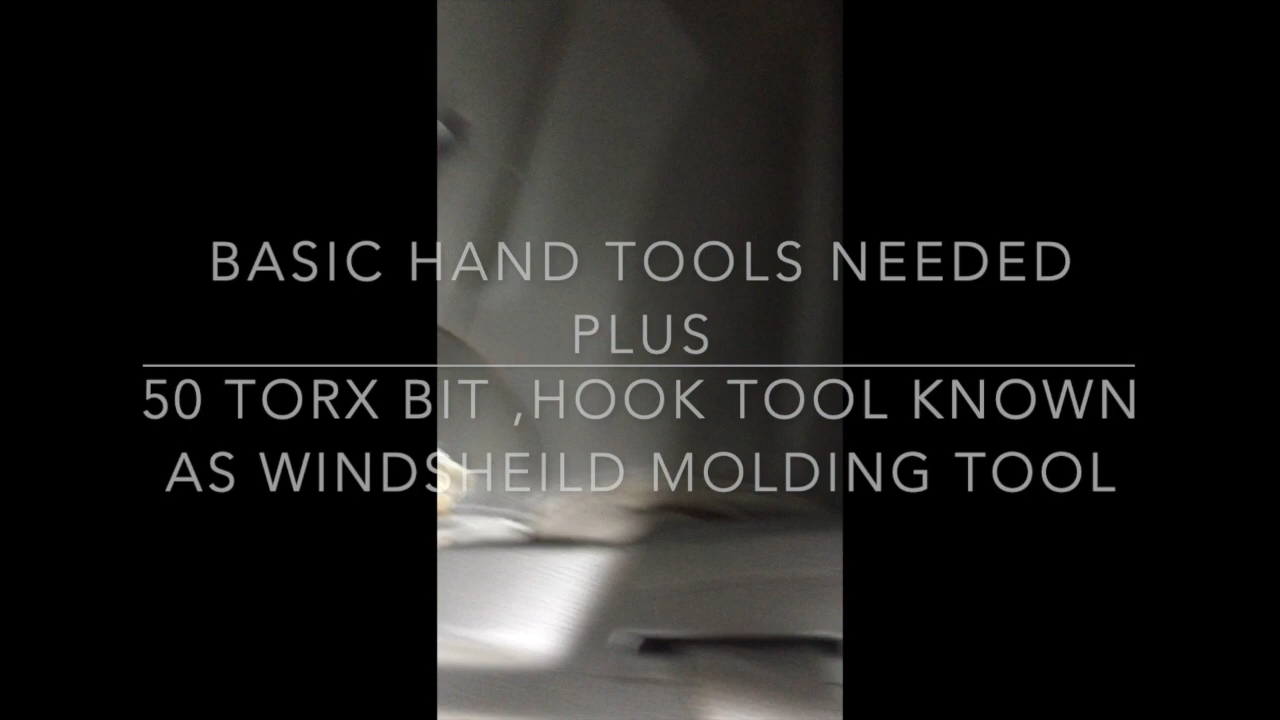 BASIC HAND TOOLS NEEDED
PLUS
50 TORX BIT ,HOOK TOOL KNOWN
AS WINDSHEILD MOLDING TOOL